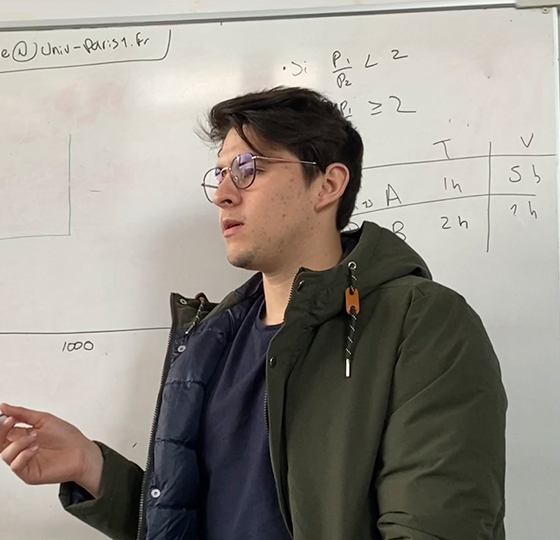 e@Univ-Paris1.fr
• Si P1/P2 < 2
P1 ≥ 2
T V
A 1h 5h
B 2h 1h
1000